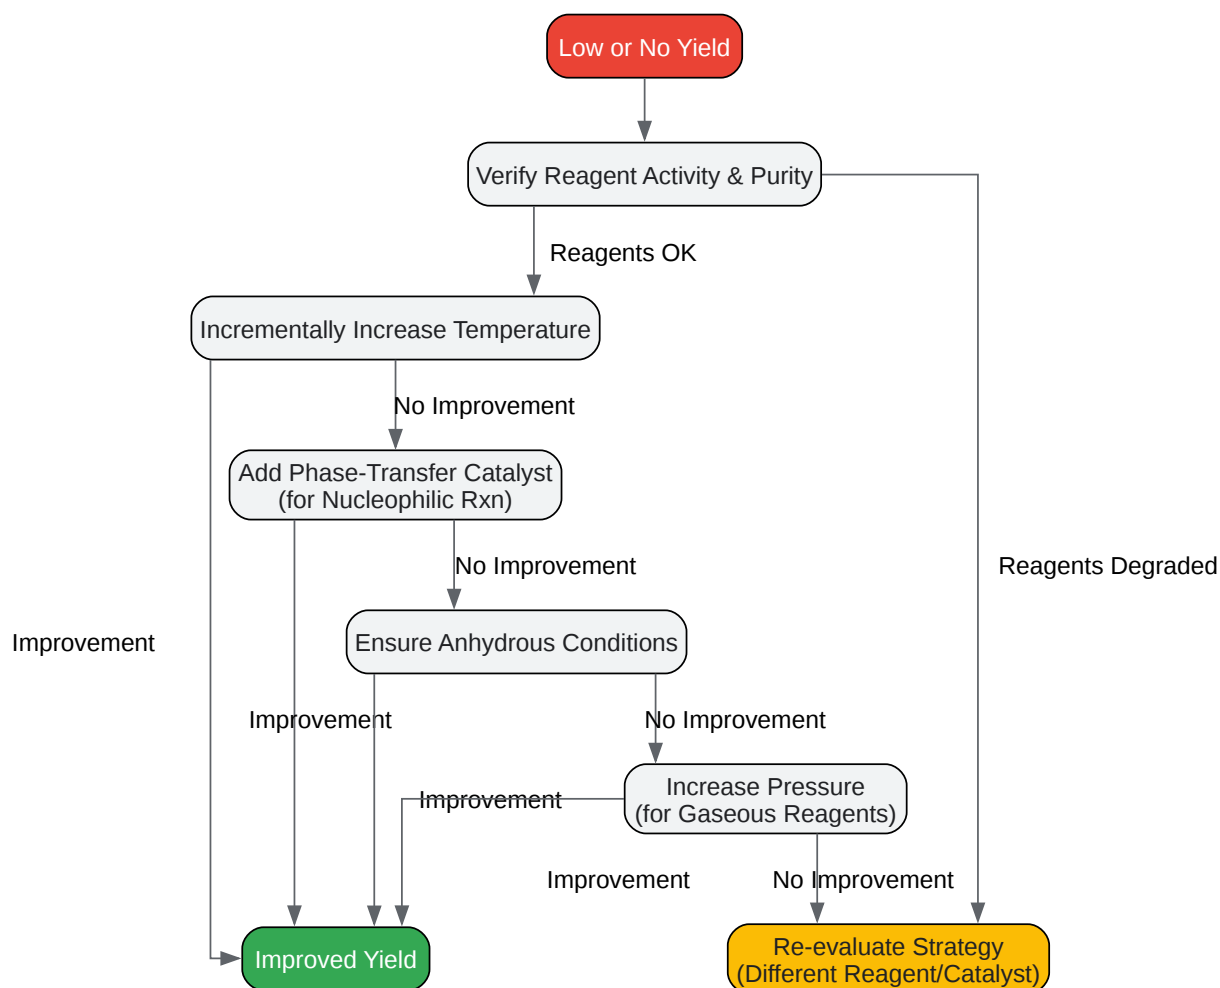 Low or No Yield
Verify Reagent Activity & Purity
Reagents OK
Incrementally Increase Temperature
No Improvement
Add Phase-Transfer Catalyst
(for Nucleophilic Rxn)
No Improvement
Reagents Degraded
Ensure Anhydrous Conditions
Improvement
Improvement
No Improvement
Increase Pressure
(for Gaseous Reagents)
Improvement
Improvement
No Improvement
Improved Yield
Re-evaluate Strategy
(Different Reagent/Catalyst)